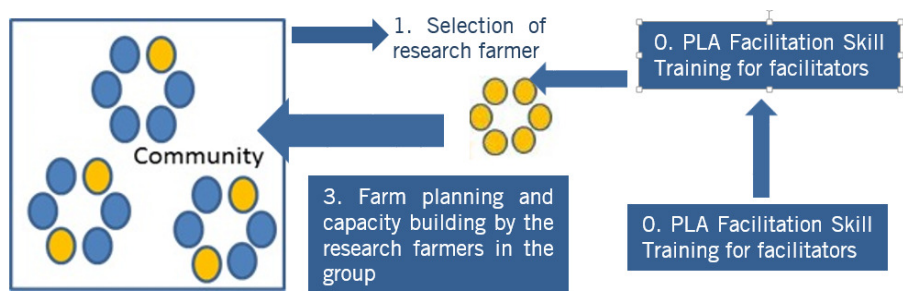 1. Selection of
research farmer
0. PLA Facilitation Skill
Training for facilitators
Community
3. Farm planning and
capacity building by the
research farmers in the
group
0. PLA Facilitation Skill
Training for facilitators